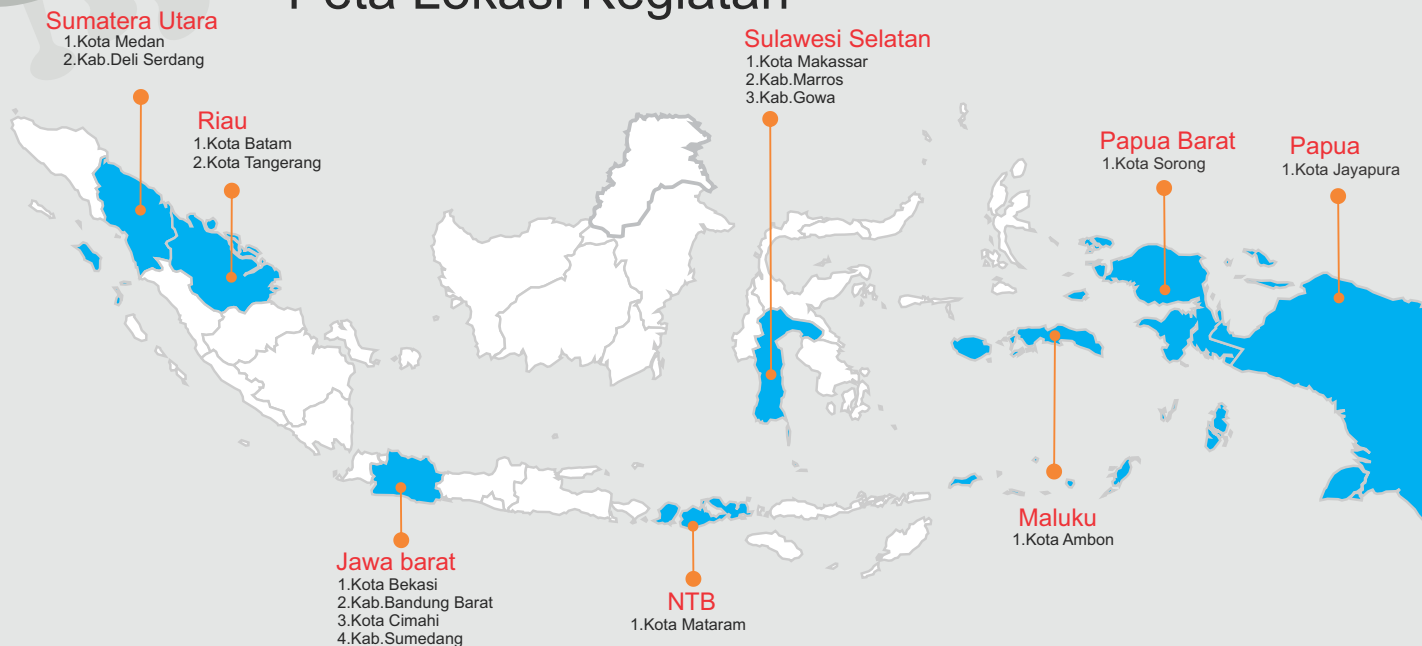 Peta Lokasi Kegiatan
Sumatera Utara
1.Kota Medan
2.Kab.Deli Serdang
Riau
1.Kota Batam
2.Kota Tangerang
Sulawesi Selatan
1.Kota Makassar
2.Kab.Marros
3.Kab.Gowa
Papua Barat
1.Kota Sorong
Papua
1.Kota Jayapura
Jawa barat
1.Kota Bekasi
2.Kab.Bandung Barat
3.Kota Cimahi
4.Kab.Sumedang
NTB
1.Kota Mataram
Maluku
1.Kota Ambon